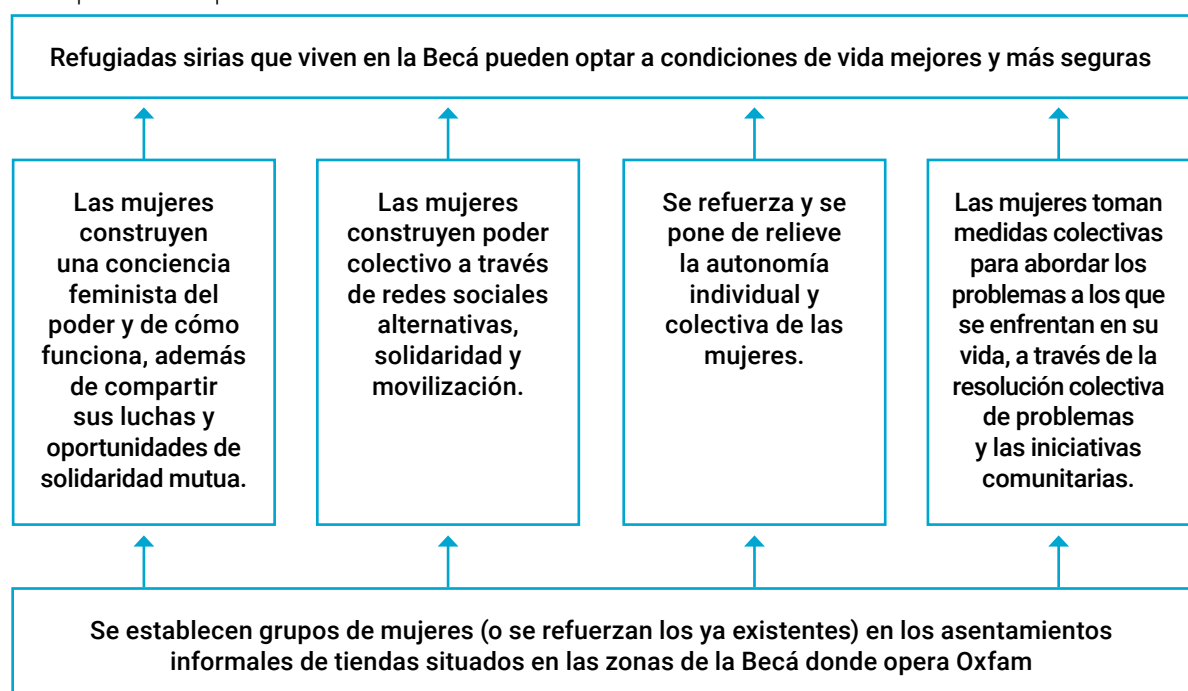 Refugiadas sirias que viven en la Becá pueden optar a condiciones de vida mejores y más seguras
Las mujeres
construyen
una conciencia
feminista del
poder y de cómo
funciona, además
de compartir
sus luchas y
oportunidades de
solidaridad mutua.
Las mujeres
construyen poder
colectivo a través
de redes sociales
alternativas,
solidaridad y
movilización.
Se refuerza y se
pone de relieve
la autonomía
individual y
colectiva de las
mujeres.
Las mujeres toman
medidas colectivas
para abordar los
problemas a los que
se enfrentan en su
vida, a través de la
resolución colectiva
de problemas
y las iniciativas
comunitarias.
Se establecen grupos de mujeres (o se refuerzan los ya existentes) en los asentamientos
informales de tiendas situados en las zonas de la Becá donde opera Oxfam